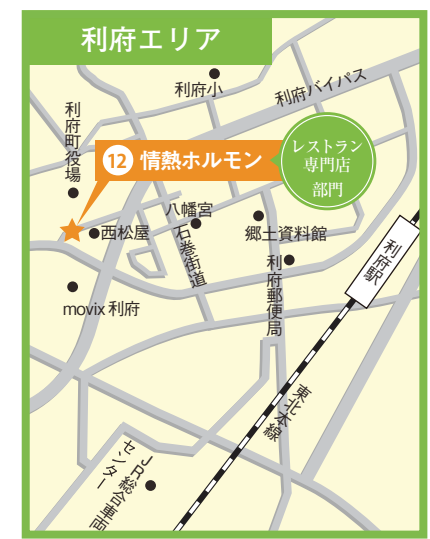 利府エリア
利府小
利府バイパス
利府町役場
12 情熱ホルモン
レストラン
専門店
部門
八幡宮
西松屋
石巻街道
郷土資料館
利府郵便局
利府駅
movix 利府
東北本線
JR総合車両
センター